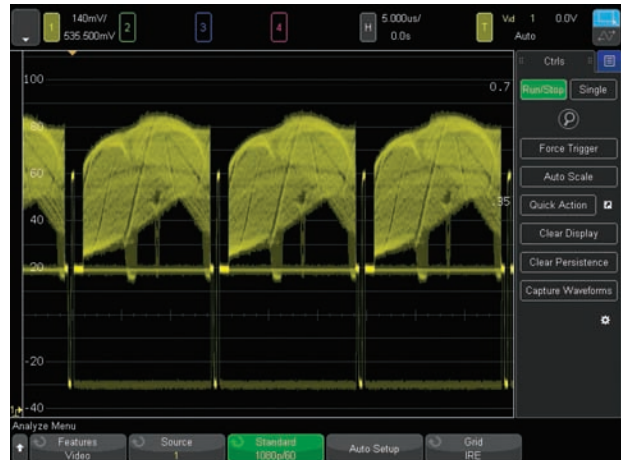 1 140mV/ 535.500mV 2 3 4 H 5.000us/ 0.0s T Vid 1 0.0V Auto
Ctrls
Run/Stop Single
Force Trigger
Auto Scale
Quick Action
Clear Display
Clear Persistence
Capture Waveforms
100
0.7
80
60
.35
40
20
-20
-40
Analyze Menu
Features Video
Source 1
Standard 1080p/60
Auto Setup
Grid IRE